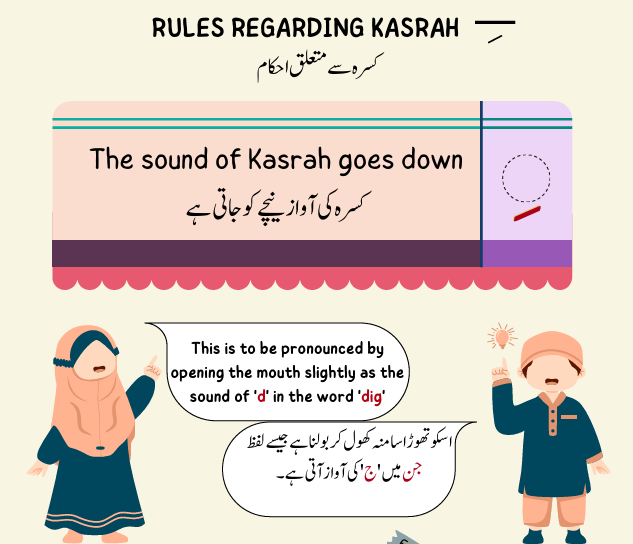 RULES REGARDING KASRAH
کسرہ سے متعلق احکام
The sound of Kasrah goes down
کسرہ کی آواز نیچے کو جاتی ہے
This is to be pronounced by
opening the mouth slightly as the
sound of 'd' in the word 'dig'
اسکو تھوڑا سا منہ کھول کر بولنا ہے جیسے لفظ
جن میں 'ج' کی آواز آتی ہے۔